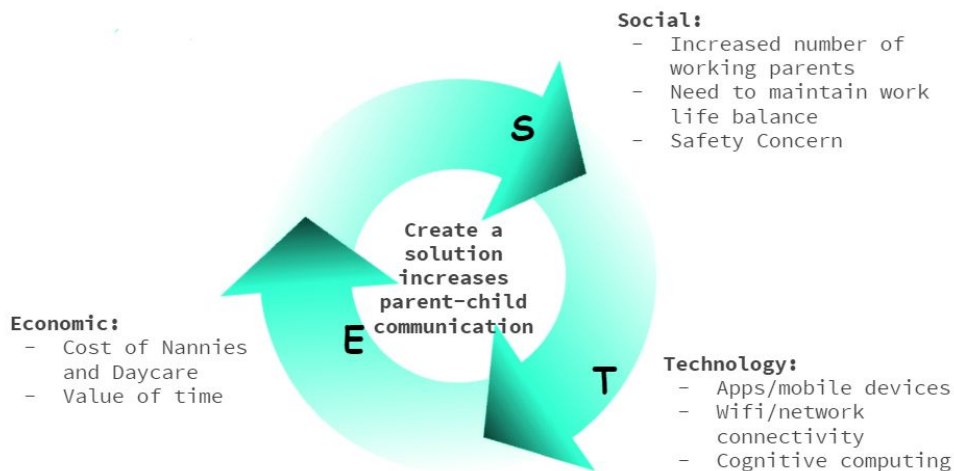 Social:
- Increased number of
working parents
- Need to maintain work
life balance
- Safety Concern
S
Create a
solution
increases
parent-child
communication
Economic:
- Cost of Nannies
and Daycare
- Value of time
E
T
Technology:
- Apps/mobile devices
- Wifi/network
connectivity
- Cognitive computing